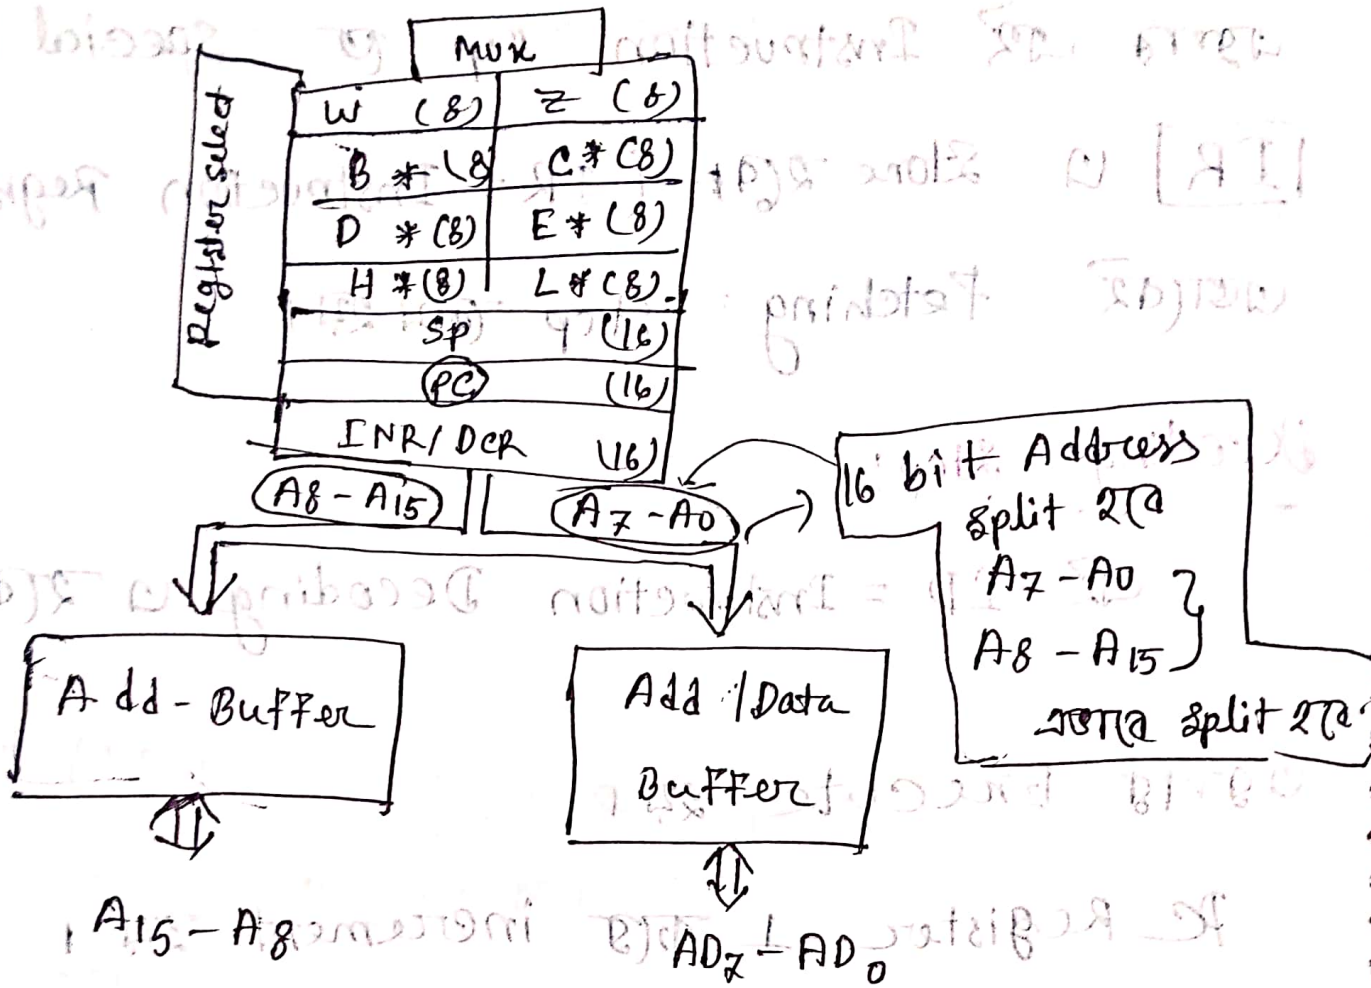 MUX
Register select
W (8) Z (8)
B * (8 C * (8)
D * (8) E * (8)
H * (8) L * (8)
SP (16)
PC (16)
INR/DCR (16)
A8 - A15 A7 - A0
16 bit Address
split হবে
A7 - A0
A8 - A15
split হবে
Add - Buffer
Add / Data
Buffer
A15 - A8
AD7 - AD0